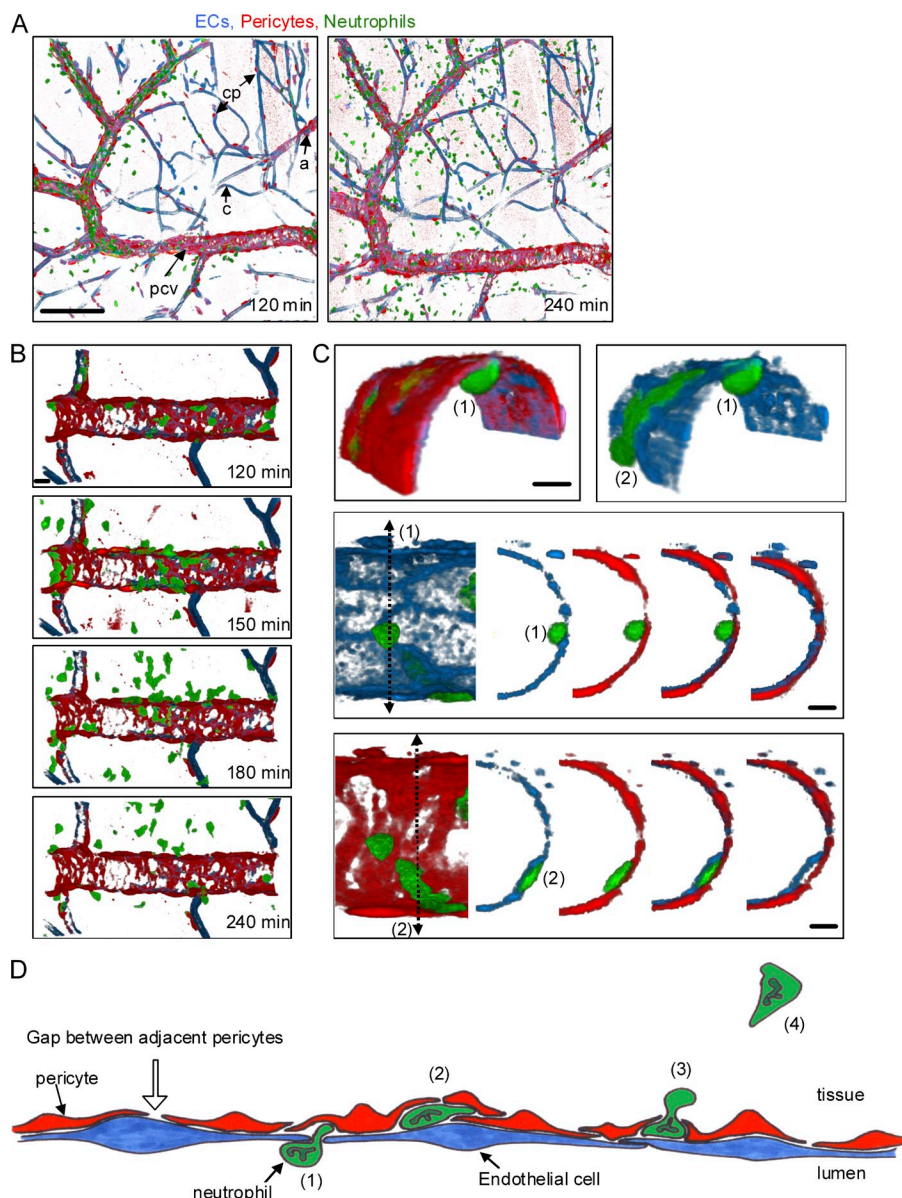 ECs, Pericytes, Neutrophils
A
cp
a
c
pcv
120 min
240 min
B
120 min
150 min
180 min
240 min
C
(1)
(1)
(2)
(1)
(1)
(2)
(2)
D
(4)
Gap between adjacent pericytes
(3)
(2)
pericyte
tissue
(1)
neutrophil
Endothelial cell
lumen